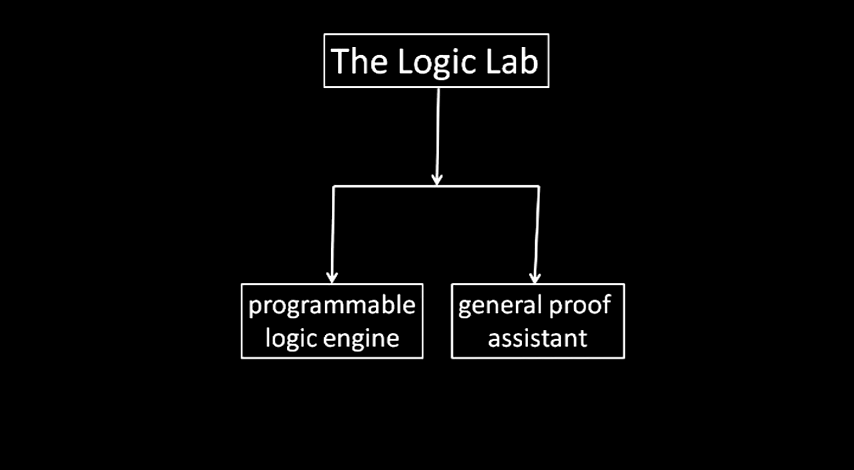 The Logic Lab
programmable
logic engine
general proof
assistant